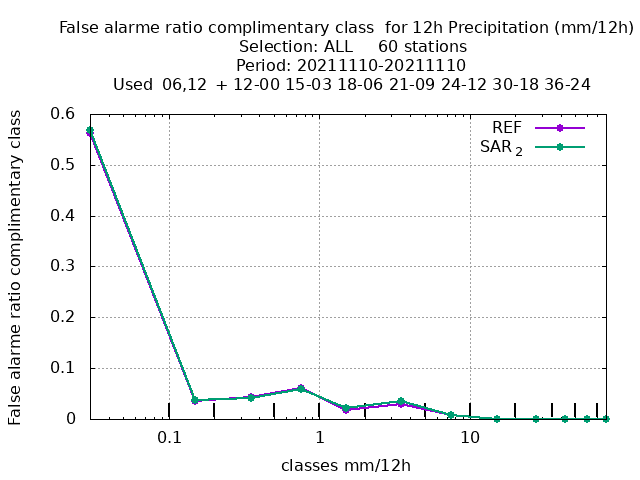 False alarme ratio complimentary class  for 12h Precipitation (mm/12h)
Selection: ALL     60 stations
Period: 20211110-20211110
Used  06,12  + 12-00 15-03 18-06 21-09 24-12 30-18 36-24
False alarme ratio complimentary class
0.6
0.5
0.4
0.3
0.2
0.1
0
REF
SAR 2
0.1
1
10
classes mm/12h